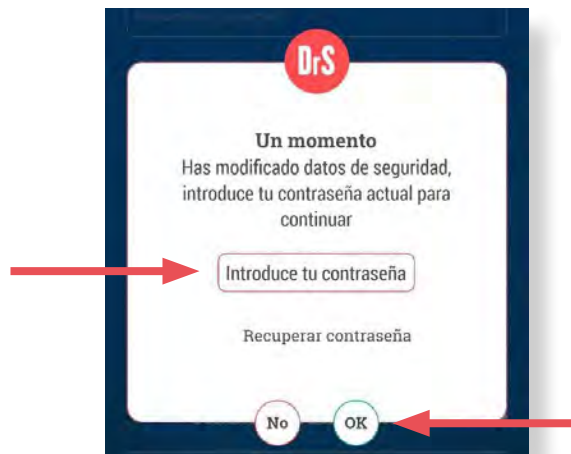 DrS
Un momento
Has modificado datos de seguridad,
introduce tu contraseña actual para
continuar
Introduce tu contraseña
Recuperar contraseña
No OK